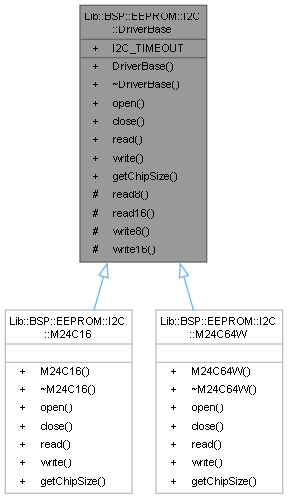 Lib::BSP::EEPROM::I2C
::DriverBase
+ I2C_TIMEOUT
+ DriverBase()
+ ~DriverBase()
+ open()
+ close()
+ read()
+ write()
+ getChipSize()
# read8()
# read16()
# write8()
# write16()
Lib::BSP::EEPROM::I2C
::M24C16
+ M24C16()
+ ~M24C16()
+ open()
+ close()
+ read()
+ write()
+ getChipSize()
Lib::BSP::EEPROM::I2C
::M24C64W
+ M24C64W()
+ ~M24C64W()
+ open()
+ close()
+ read()
+ write()
+ getChipSize()